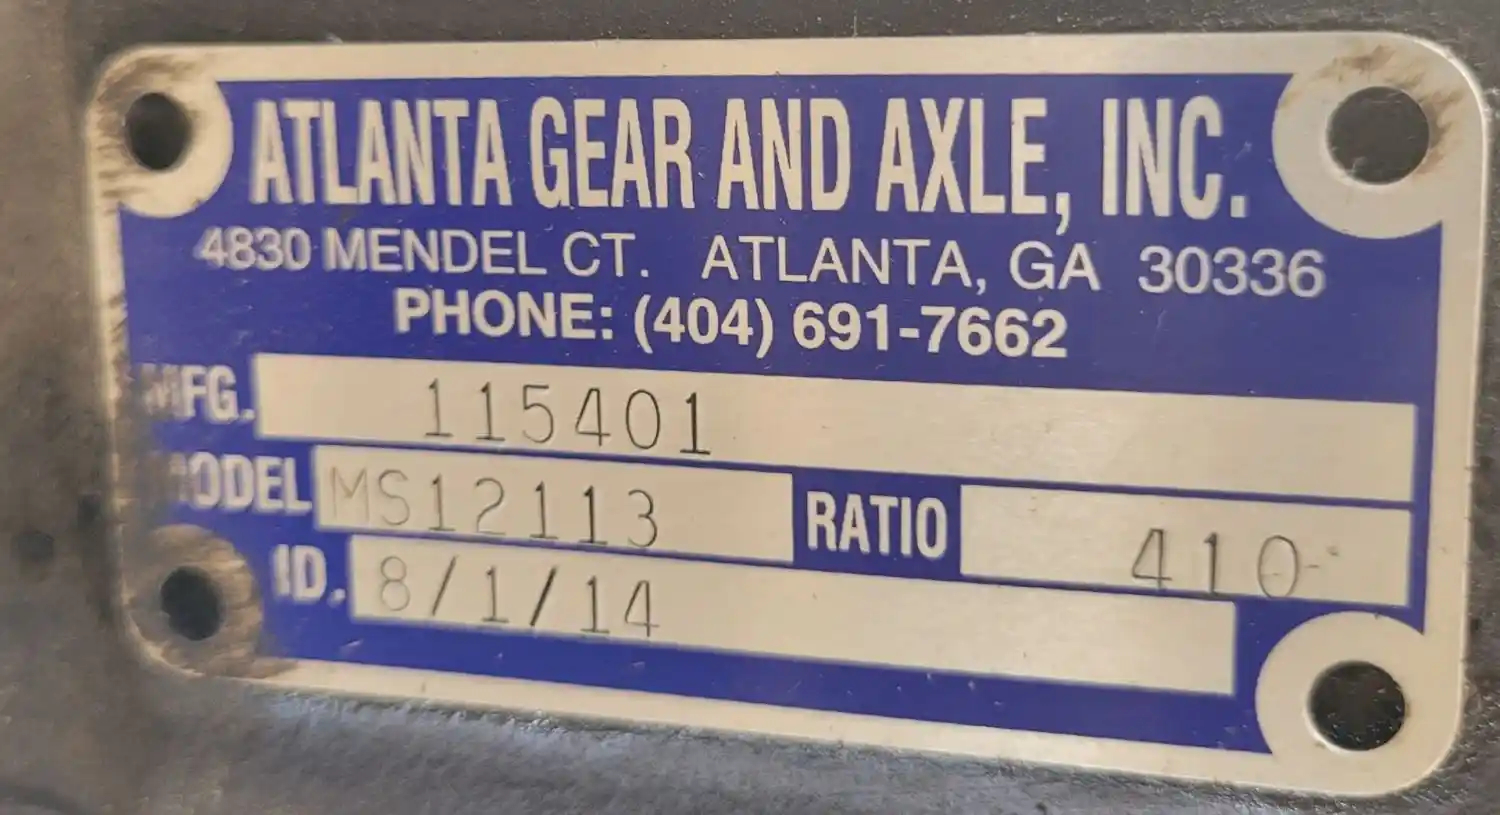 ATLANTA GEAR AND AXLE, INC.
4830 MENDEL CT. ATLANTA, GA 30336
PHONE: (404) 691-7662
MFG. 115401
MODEL MS12113 RATIO 410
ID. 8/1/14